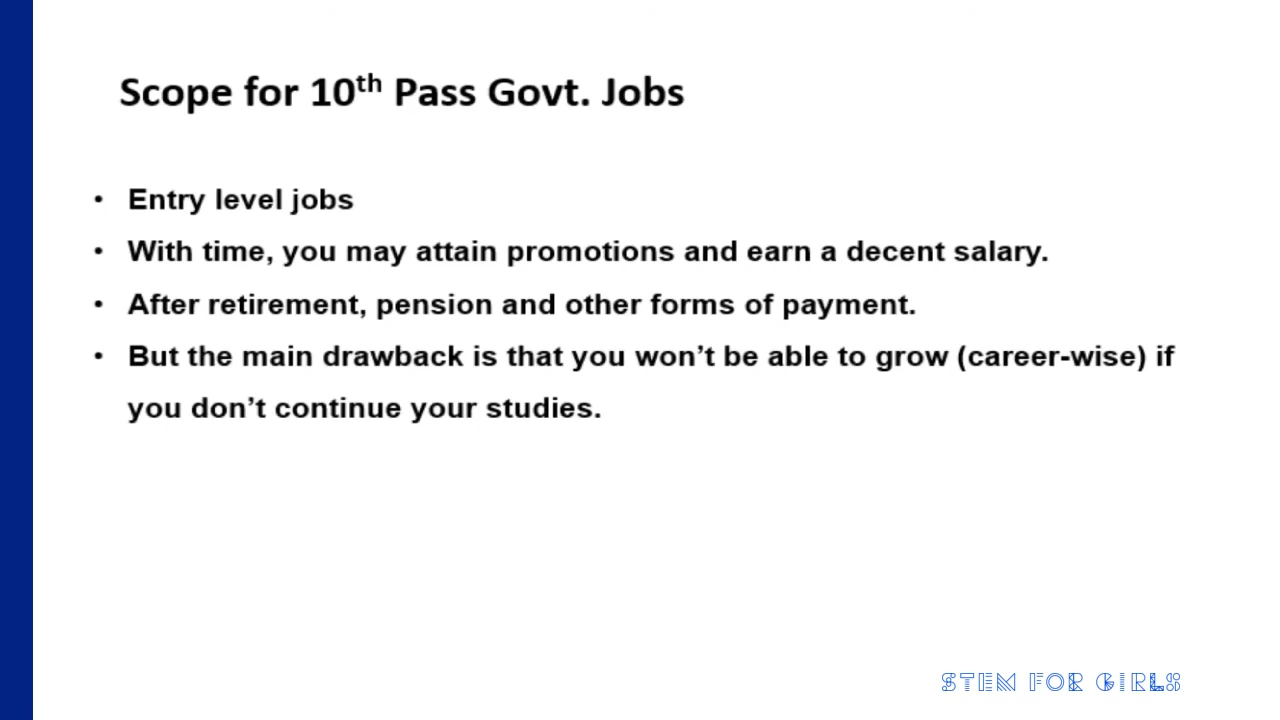 Scope for 10th Pass Govt. Jobs
• Entry level jobs
• With time, you may attain promotions and earn a decent salary.
• After retirement, pension and other forms of payment.
• But the main drawback is that you won’t be able to grow (career-wise) if
you don’t continue your studies.
STEM FOR GIRLS